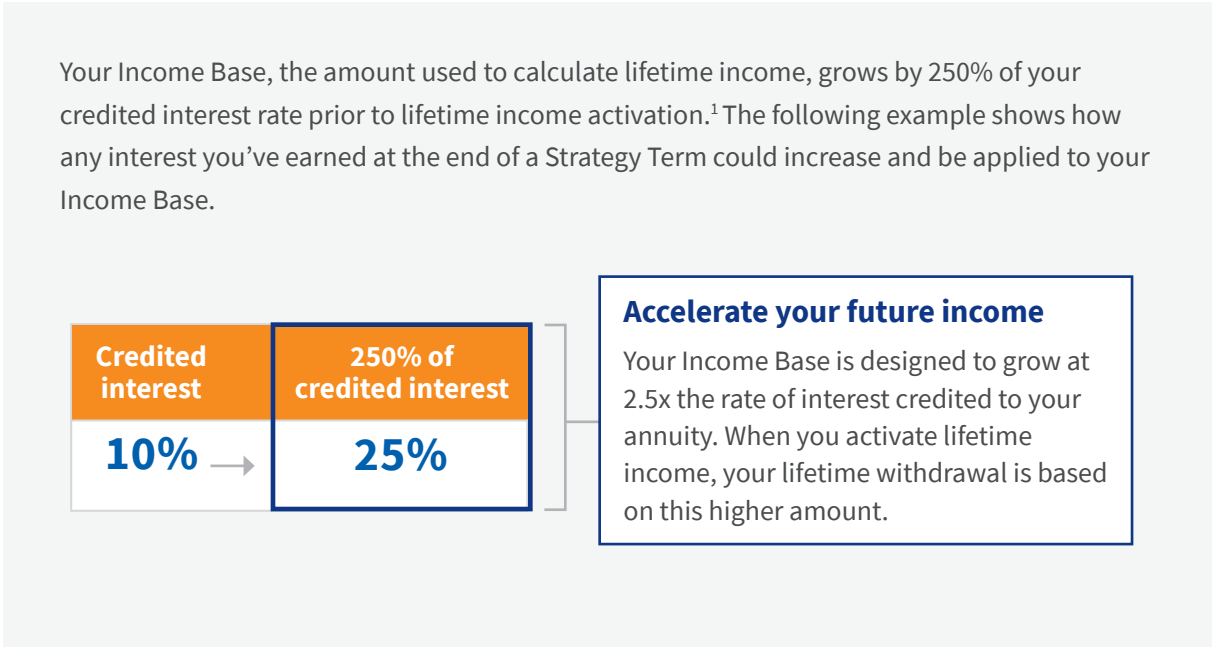 Your Income Base, the amount used to calculate lifetime income, grows by 250% of your
credited interest rate prior to lifetime income activation.¹ The following example shows how
any interest you’ve earned at the end of a Strategy Term could increase and be applied to your
Income Base.
Credited
interest
250% of
credited interest
10%
25%
Accelerate your future income
Your Income Base is designed to grow at
2.5x the rate of interest credited to your
annuity. When you activate lifetime
income, your lifetime withdrawal is based
on this higher amount.